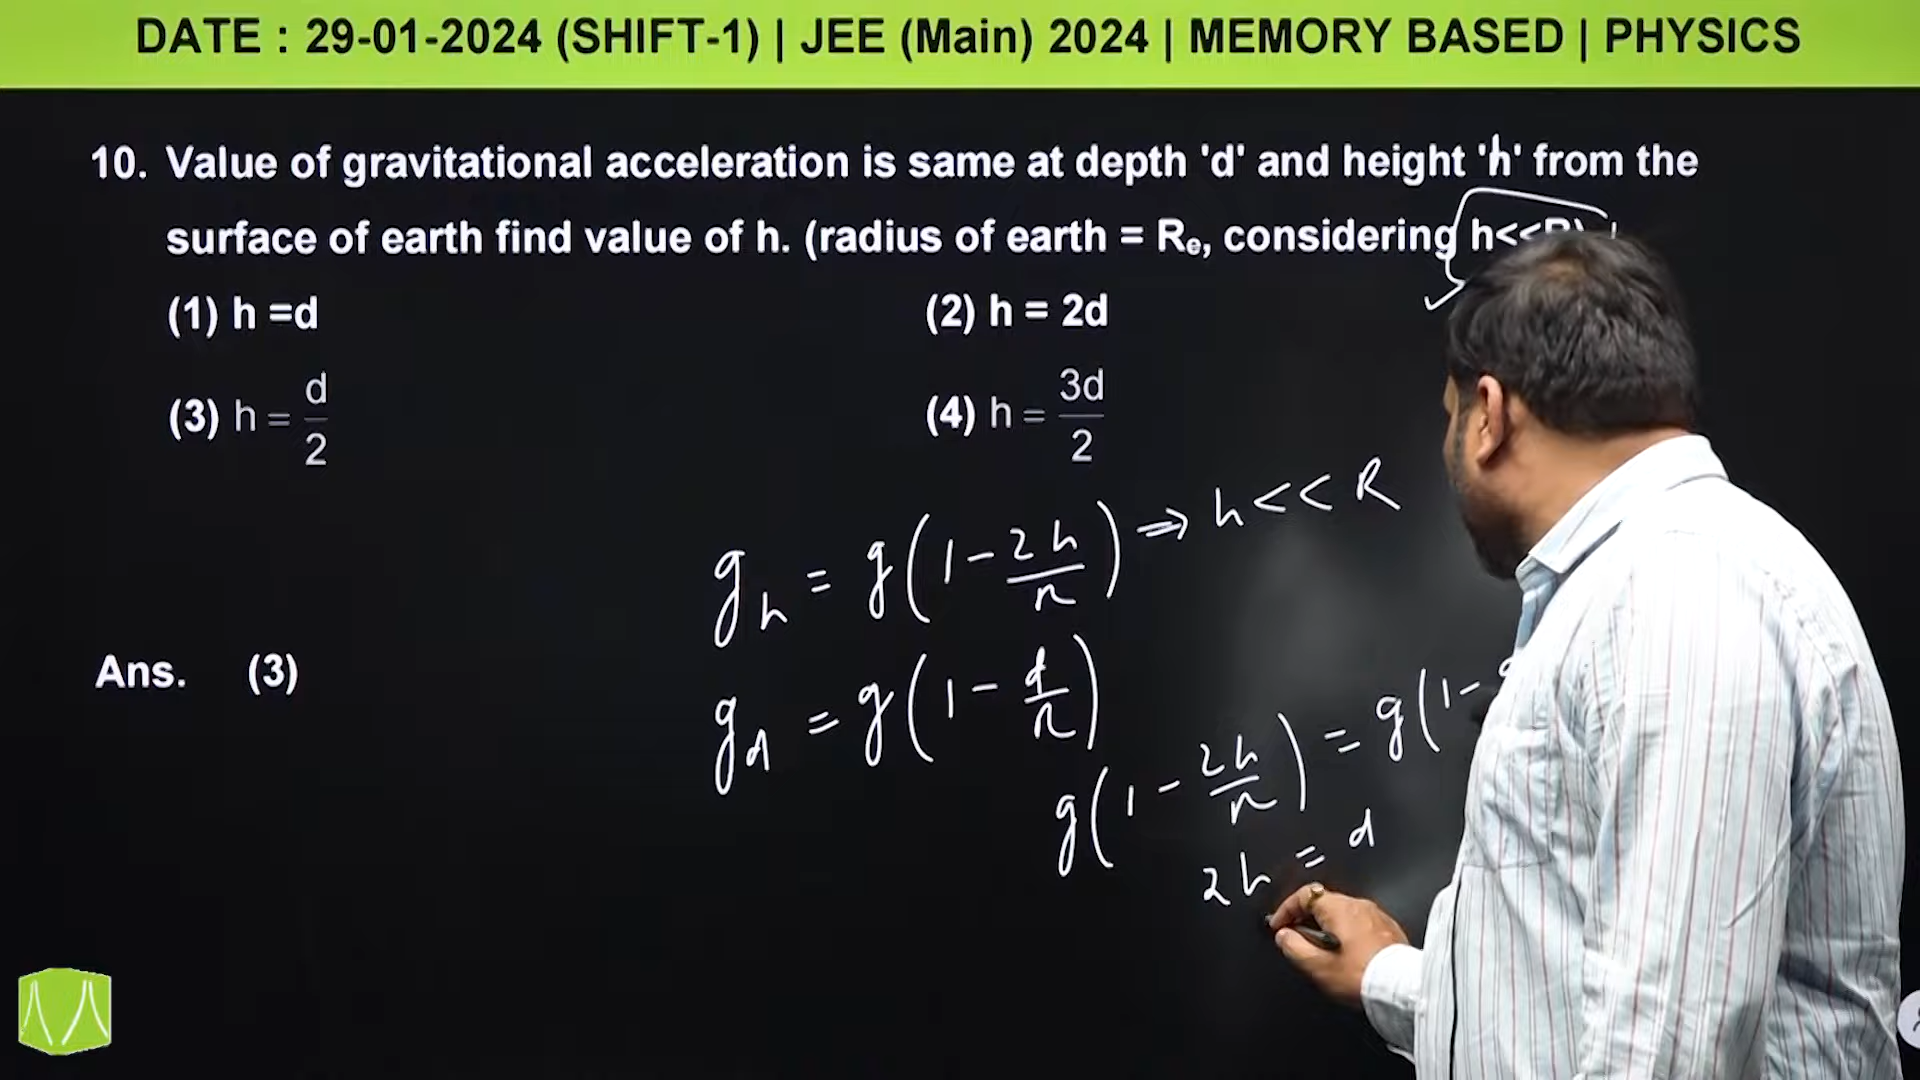 DATE : 29-01-2024 (SHIFT-1) | JEE (Main) 2024 | MEMORY BASED | PHYSICS
10. Value of gravitational acceleration is same at depth 'd' and height 'h' from the
surface of earth find value of h. (radius of earth = Rₑ, considering h<<R)
(1) h =d
(2) h = 2d
(3) h = d/2
(4) h = 3d/2
g_h = g(1 - 2h/R) ⇒ h << R
g_d = g(1 - d/R)
Ans. (3)
g(1 - 2h/R) = g(1 -
2h = d